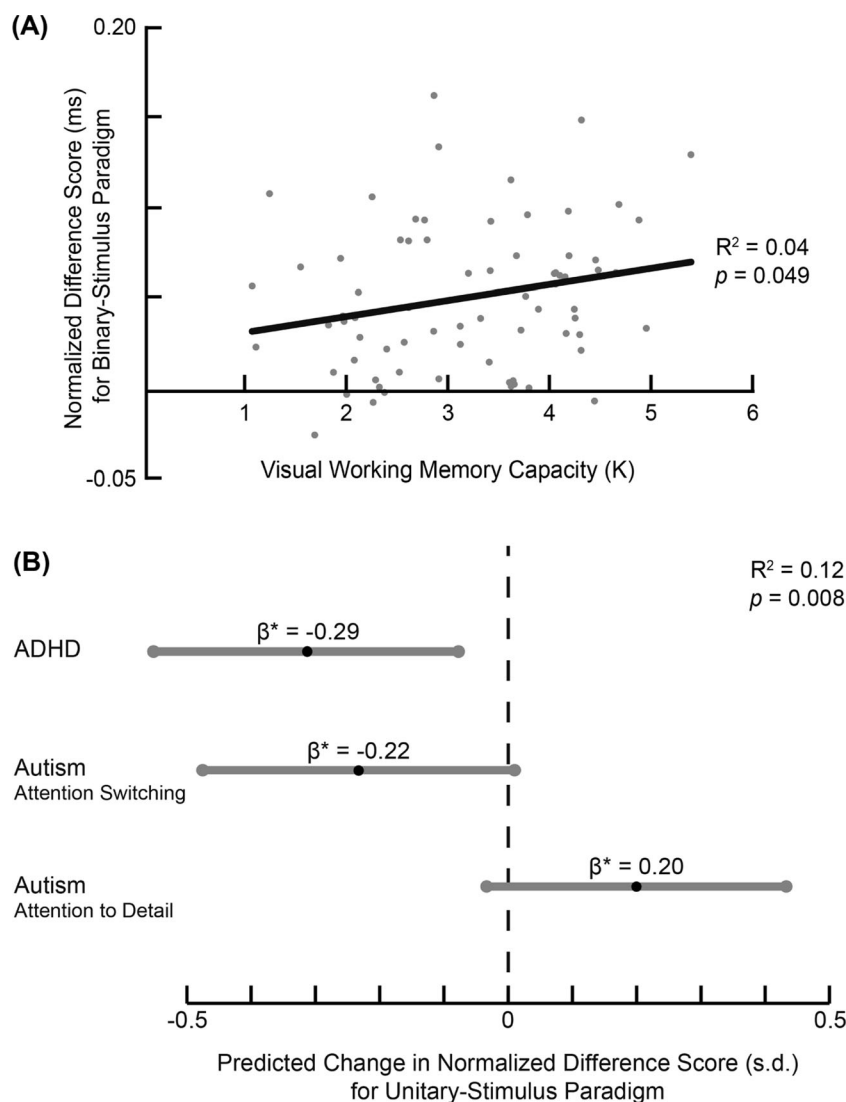 (A)
0.20
Normalized Difference Score (ms)
for Binary-Stimulus Paradigm
R² = 0.04
p = 0.049
1 2 3 4 5 6
-0.05
Visual Working Memory Capacity (K)
(B)
R² = 0.12
p = 0.008
β* = -0.29
ADHD
β* = -0.22
Autism
Attention Switching
β* = 0.20
Autism
Attention to Detail
-0.5 0 0.5
Predicted Change in Normalized Difference Score (s.d.)
for Unitary-Stimulus Paradigm